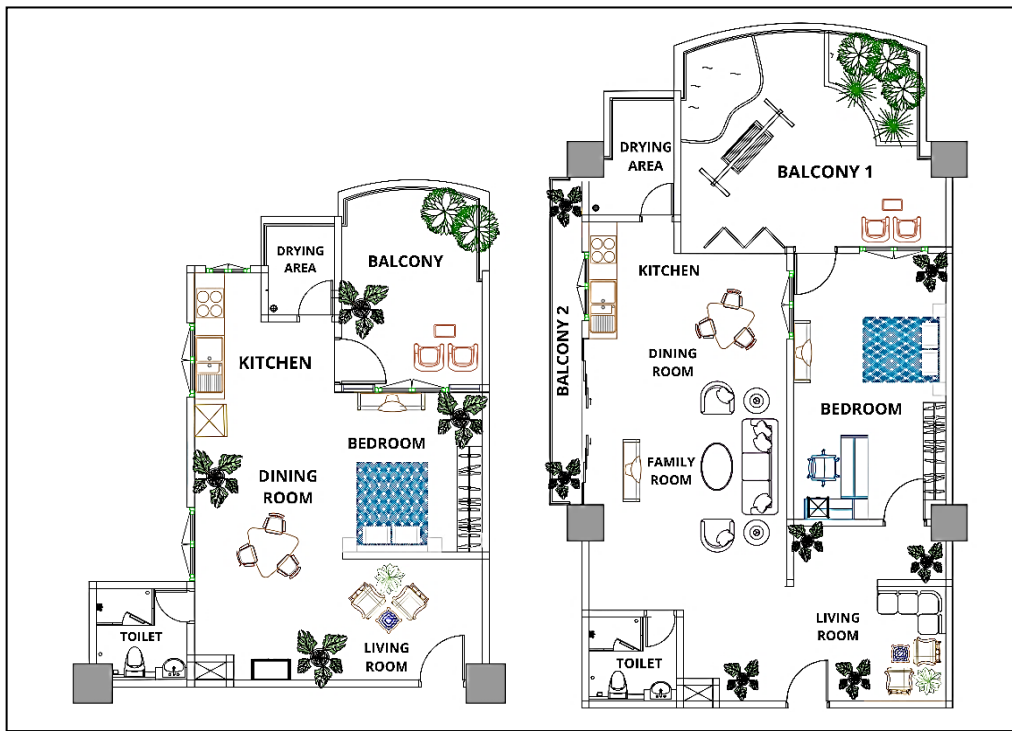 DRYING
AREA
BALCONY
KITCHEN
BEDROOM
DINING
ROOM
TOILET
LIVING
ROOM
DRYING
AREA
BALCONY 1
KITCHEN
BALCONY 2
DINING
ROOM
BEDROOM
FAMILY
ROOM
LIVING
ROOM
TOILET